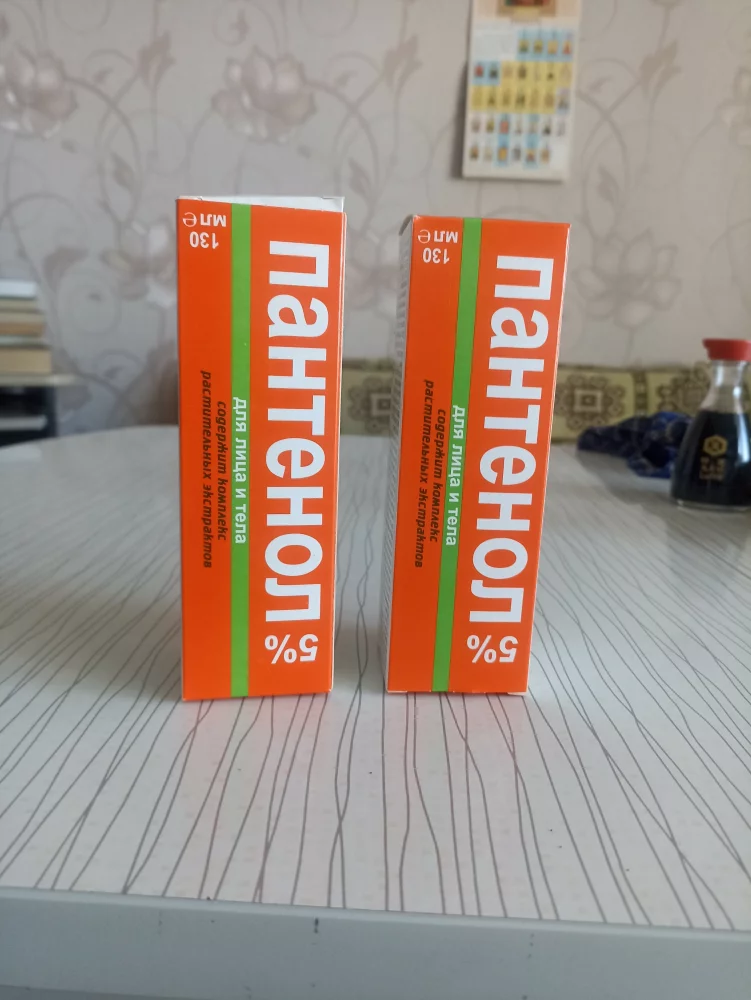 пантенол
5%
для лица и тела
содержит комплекс
растительных экстрактов
130
мл е
пантенол
5%
для лица и тела
содержит комплекс
растительных экстрактов
130
мл е